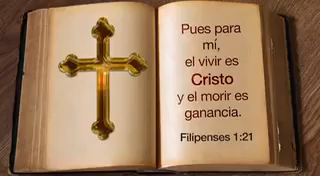 Pues para
mí,
el vivir es
Cristo
y el morir es
ganancia.
Filipenses 1:21